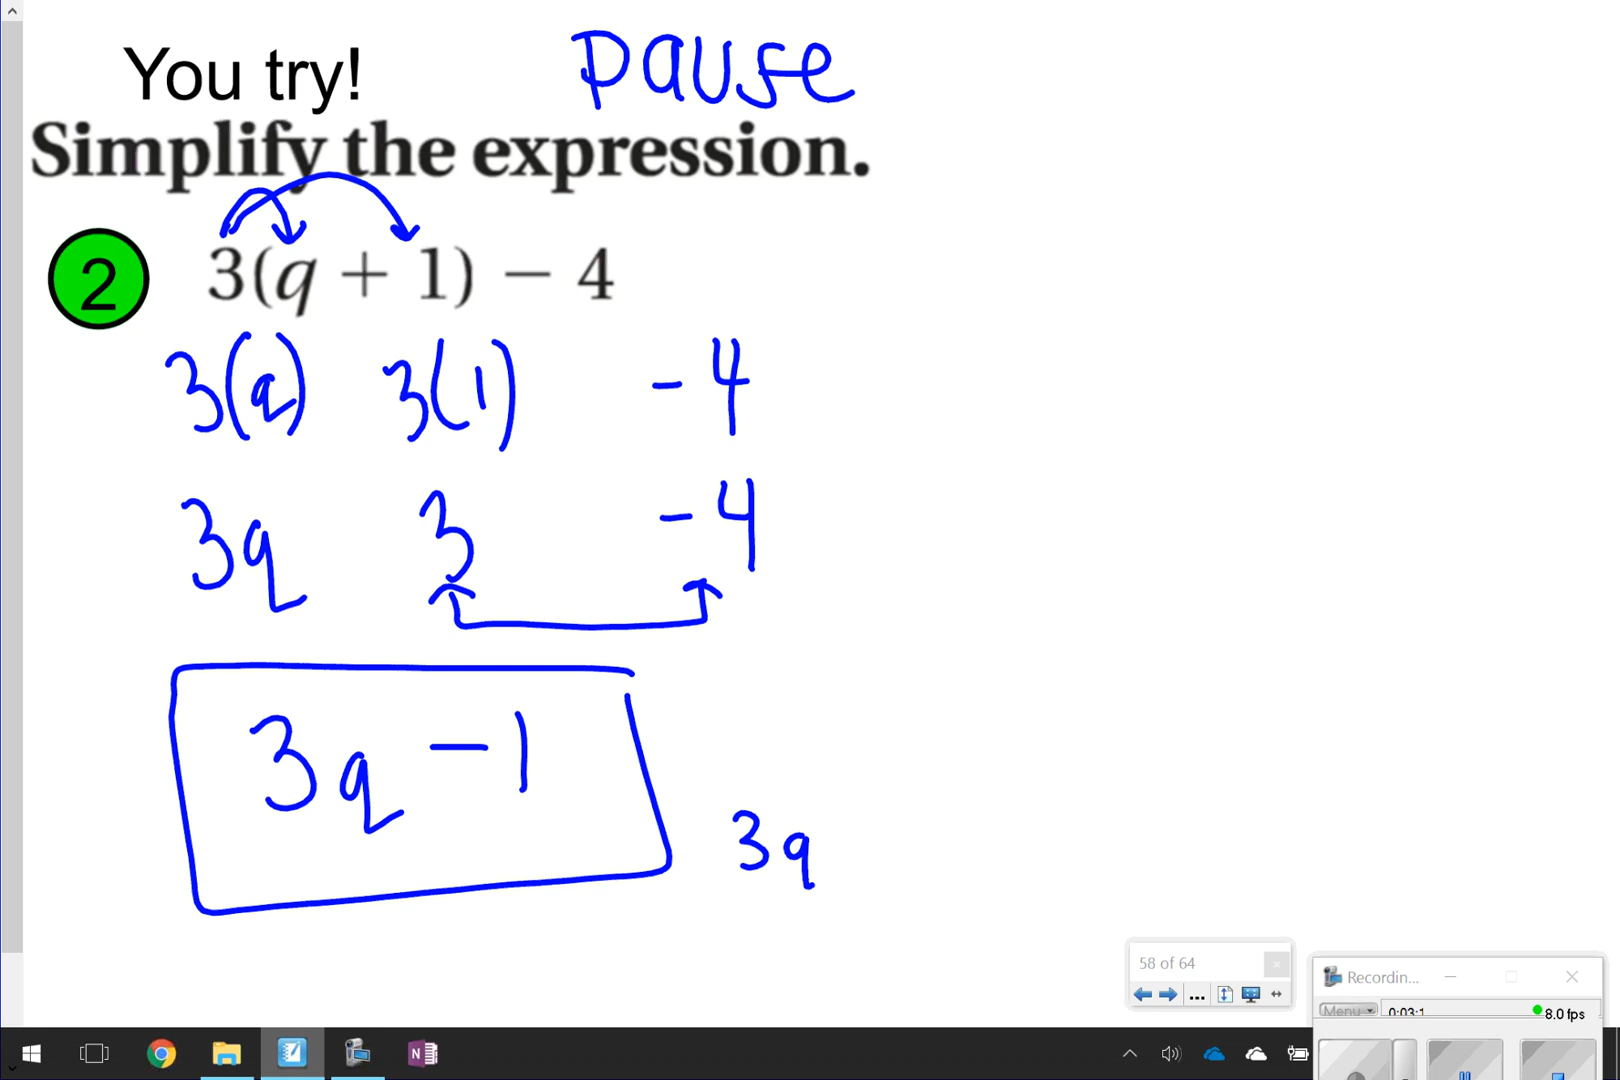 You try! pause
Simplify the expression.
2 3(q + 1) − 4
3(q) 3(1) - 4
3q 3 - 4
3q - 1
3q
58 of 64
Recordin...
Menu 0:03:1 8.0 fps